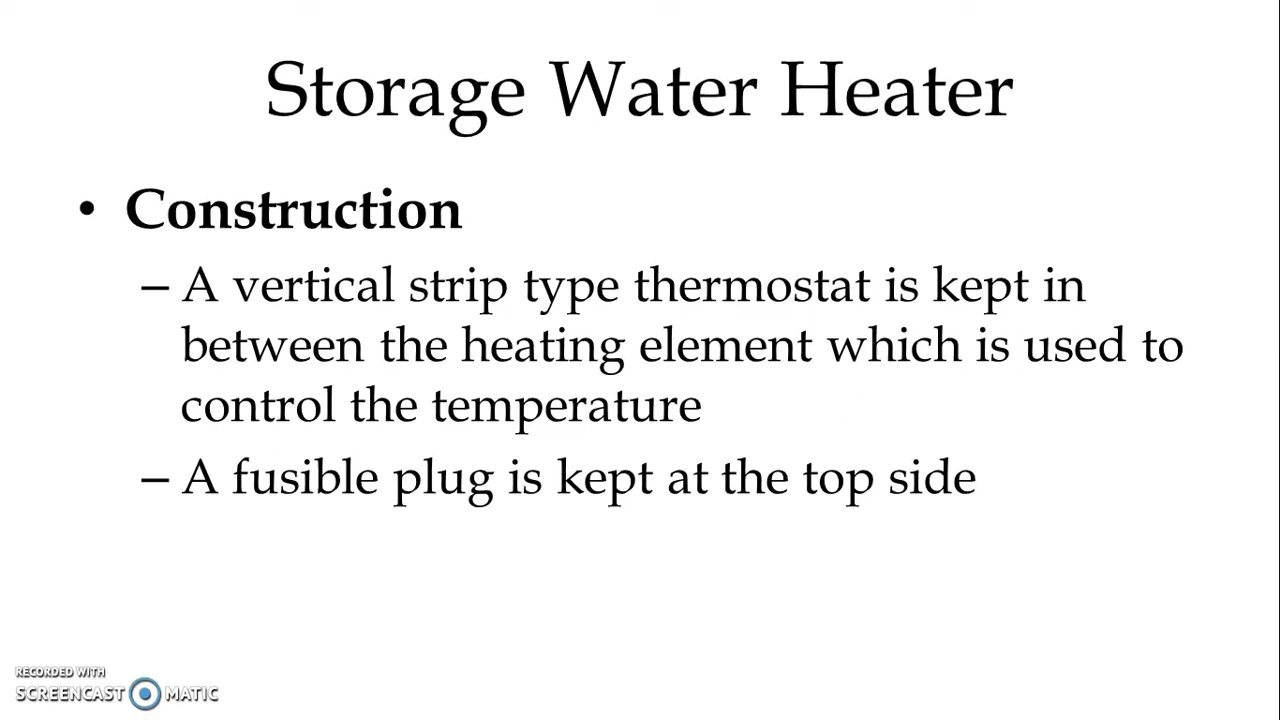 Storage Water Heater
• Construction
– A vertical strip type thermostat is kept in
between the heating element which is used to
control the temperature
– A fusible plug is kept at the top side
RECORDED WITH
SCREENCAST MATIC